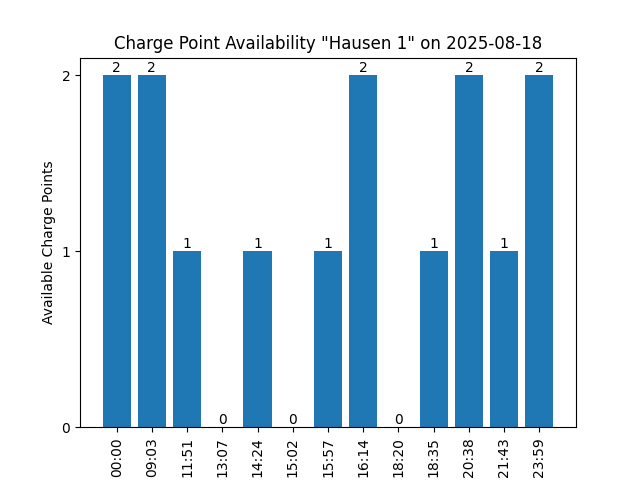 Charge Point Availability "Hausen 1" on 2025-08-18
Available Charge Points
2
1
0
2 2 1 0 1 0 1 2 0 1 2 1 2
00:00 09:03 11:51 13:07 14:24 15:02 15:57 16:14 18:20 18:35 20:38 21:43 23:59